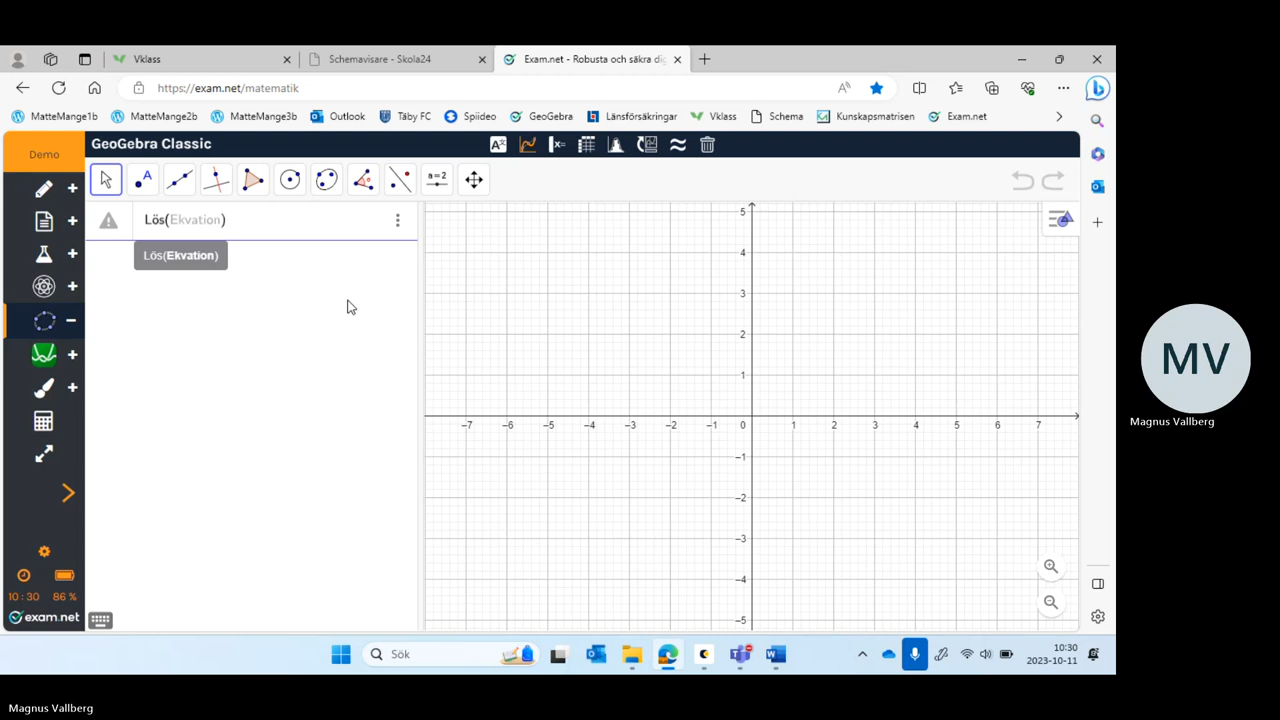 Vklass
Schemavisare - Skola24
Exam.net - Robusta och säkra dig
https://exam.net/matematik
MatteMange1b
MatteMange2b
MatteMange3b
Outlook
Täby FC
Spiideo
GeoGebra
Länsförsäkringar
Vklass
Schema
Kunskapsmatrisen
Exam.net
Demo
GeoGebra Classic
a=2
Lös(Ekvation)
Lös(Ekvation)
5
4
3
2
1
-7 -6 -5 -4 -3 -2 -1 0 1 2 3 4 5 6 7
-1
-2
-3
-4
-5
10:30 86 %
exam.net
Sök
10:30
2023-10-11
MV
Magnus Vallberg
Magnus Vallberg